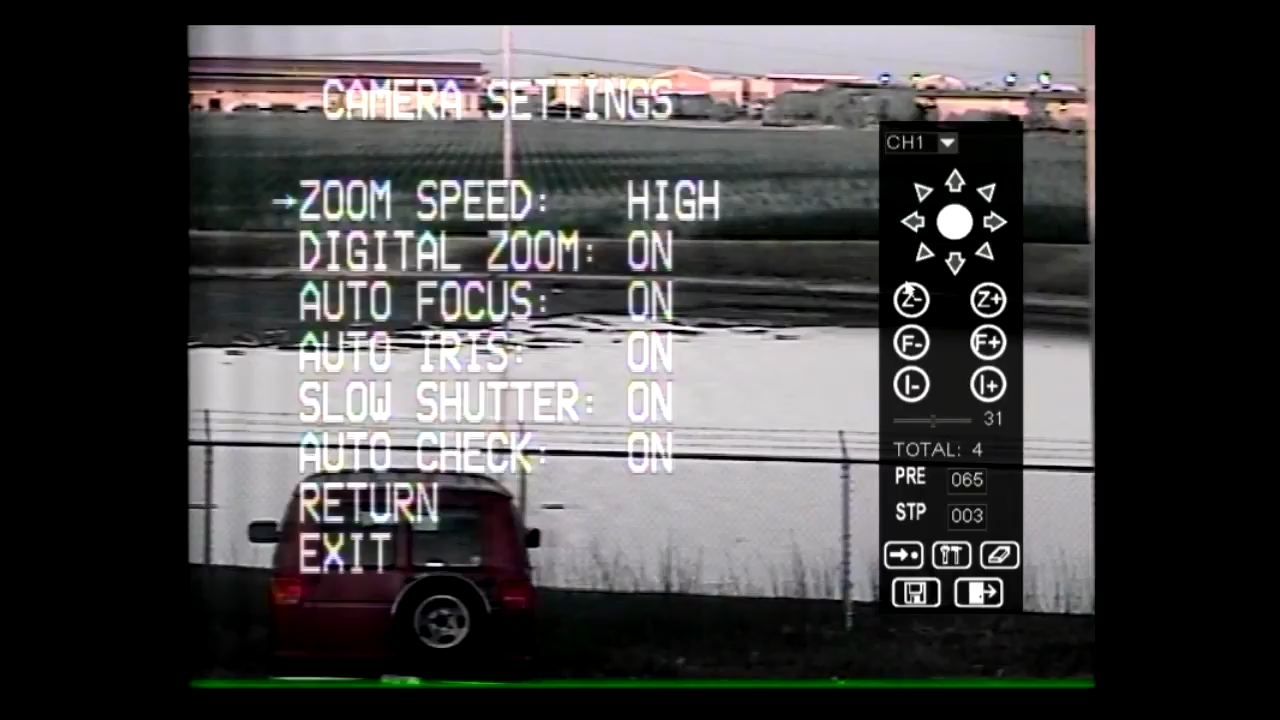 CAMERA SETTINGS
→ZOOM SPEED: HIGH
DIGITAL ZOOM: ON
AUTO FOCUS: ON
AUTO IRIS: ON
SLOW SHUTTER: ON
AUTO CHECK: ON
RETURN
EXIT
CH1
Z- Z+
F- F+
I- I+
31
TOTAL: 4
PRE 065
STP 003